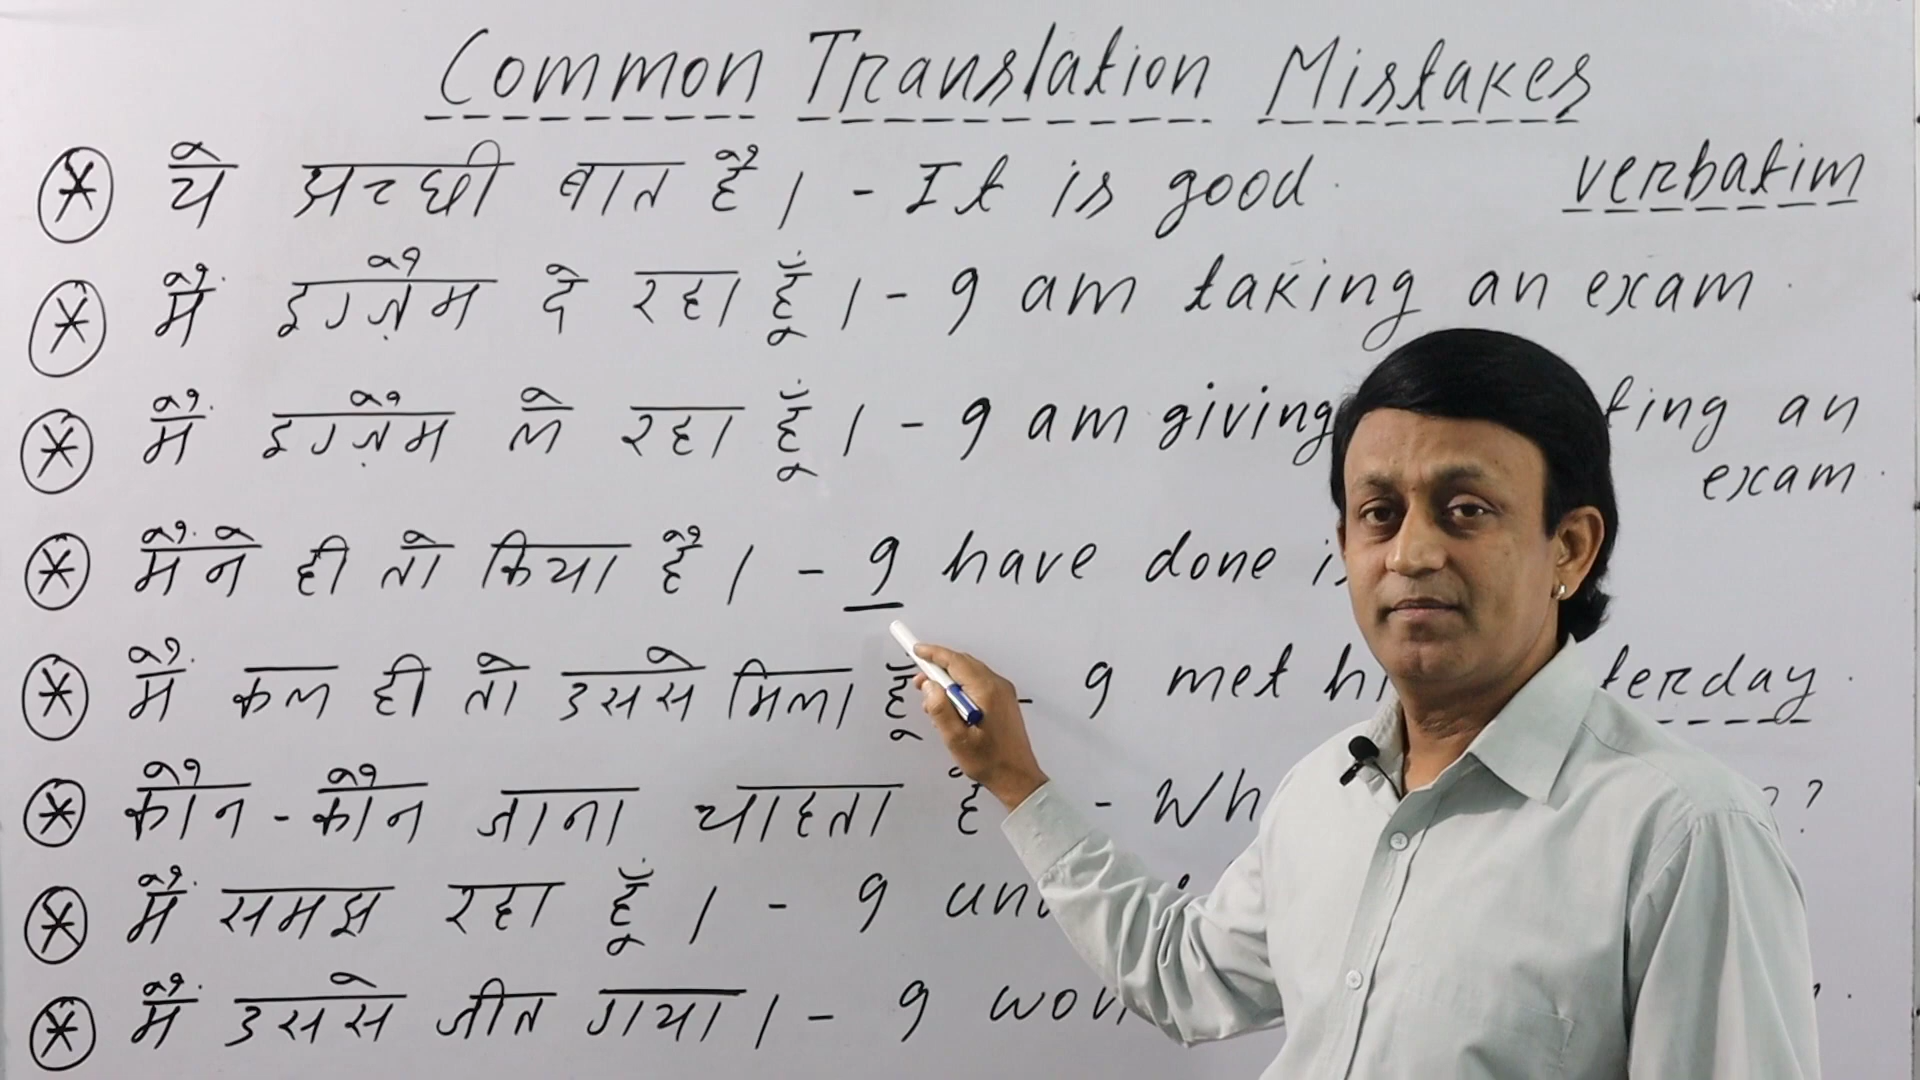 Common Translation Mistakes
ये अच्छी बात है। - It is good. verbatim
मैं इग्ज़ैम दे रहा हूँ। - I am taking an exam.
मैं इग्ज़ैम ले रहा हूँ। - I am giving an
exam.
मैंने ही तो किया है। - I have done
मैं कल ही तो उससे मिला हूँ - I met
कौन-कौन जाना चाहता है - ?
मैं समझ रहा हूँ। - I
मैं उससे जीत गया। - I